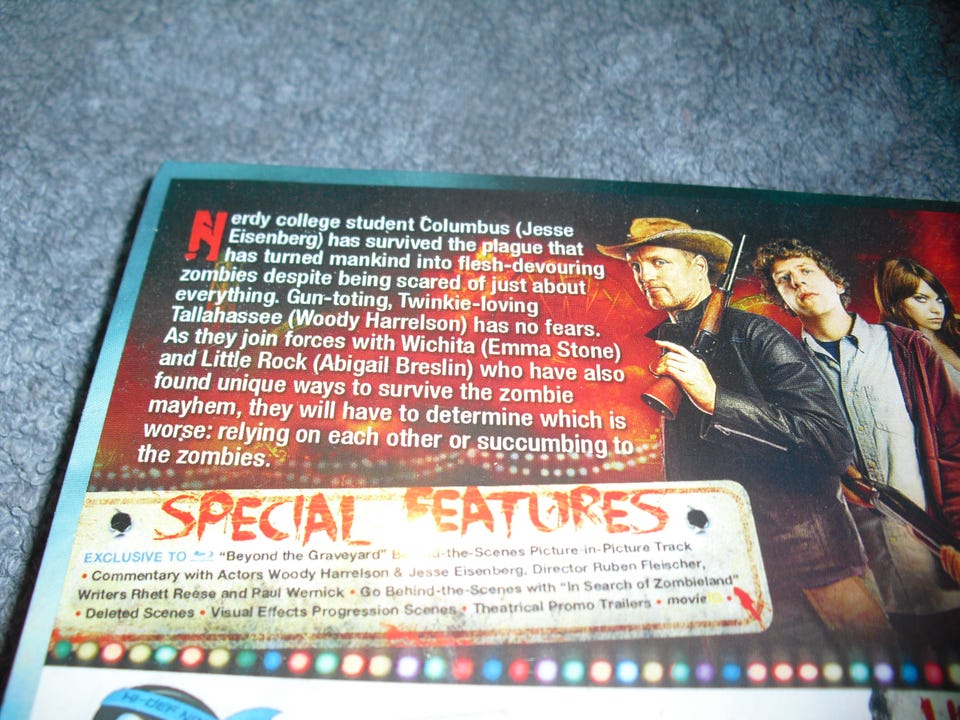 Nerdy college student Columbus (Jesse
Eisenberg) has survived the plague that
has turned mankind into flesh-devouring
zombies despite being scared of just about
everything. Gun-toting, Twinkie-loving
Tallahassee (Woody Harrelson) has no fears.
As they join forces with Wichita (Emma Stone)
and Little Rock (Abigail Breslin) who have also
found unique ways to survive the zombie
mayhem, they will have to determine which is
worse: relying on each other or succumbing to
the zombies.
SPECIAL FEATURES
EXCLUSIVE TO "Beyond the Graveyard" Behind-the-Scenes Picture-in-Picture Track
• Commentary with Actors Woody Harrelson & Jesse Eisenberg, Director Ruben Fleischer,
Writers Rhett Reese and Paul Wernick • Go Behind-the-Scenes with "In Search of Zombieland"
• Deleted Scenes • Visual Effects Progression Scenes • Theatrical Promo Trailers • movie
HI-DEF